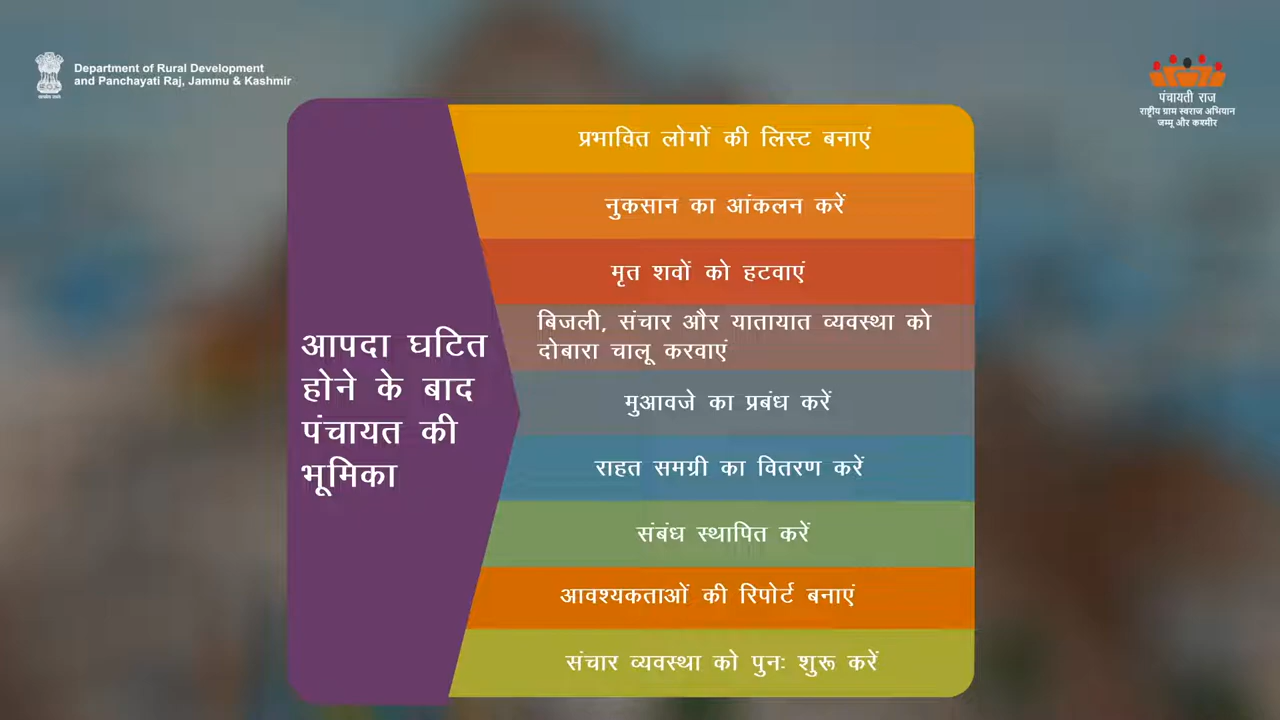 Department of Rural Development
and Panchayati Raj, Jammu & Kashmir
पंचायती राज
राष्ट्रीय ग्राम स्वराज अभियान
जम्मू और कश्मीर
आपदा घटित
होने के बाद
पंचायत की
भूमिका
प्रभावित लोगों की लिस्ट बनाएं
नुकसान का आंकलन करें
मृत शवों को हटवाएं
बिजली, संचार और यातायात व्यवस्था को
दोबारा चालू करवाएं
मुआवजे का प्रबंध करें
राहत समग्री का वितरण करें
संबंध स्थापित करें
आवश्यकताओं की रिपोर्ट बनाएं
संचार व्यवस्था को पुनः शुरू करें